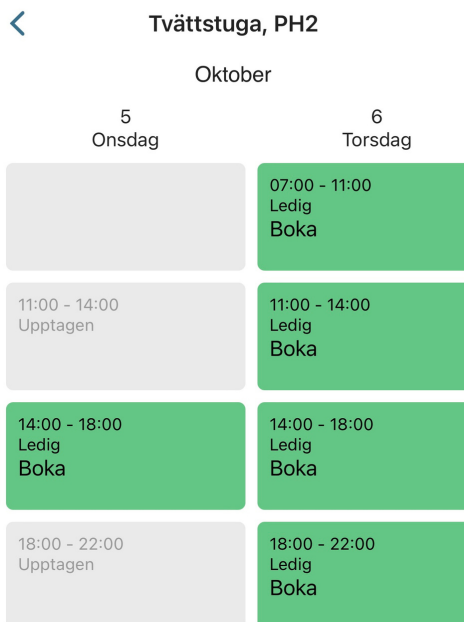 Tvättstuga, PH2
Oktober
5
Onsdag
6
Torsdag
07:00 - 11:00
Ledig
Boka
11:00 - 14:00
Upptagen
11:00 - 14:00
Ledig
Boka
14:00 - 18:00
Ledig
Boka
14:00 - 18:00
Ledig
Boka
18:00 - 22:00
Upptagen
18:00 - 22:00
Ledig
Boka